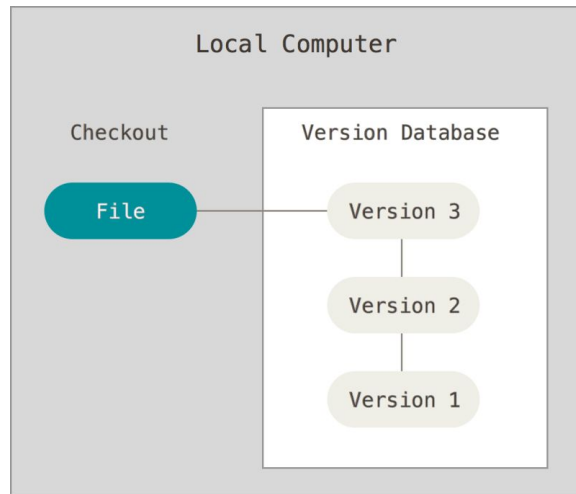 Local Computer
Checkout
Version Database
File
Version 3
Version 2
Version 1